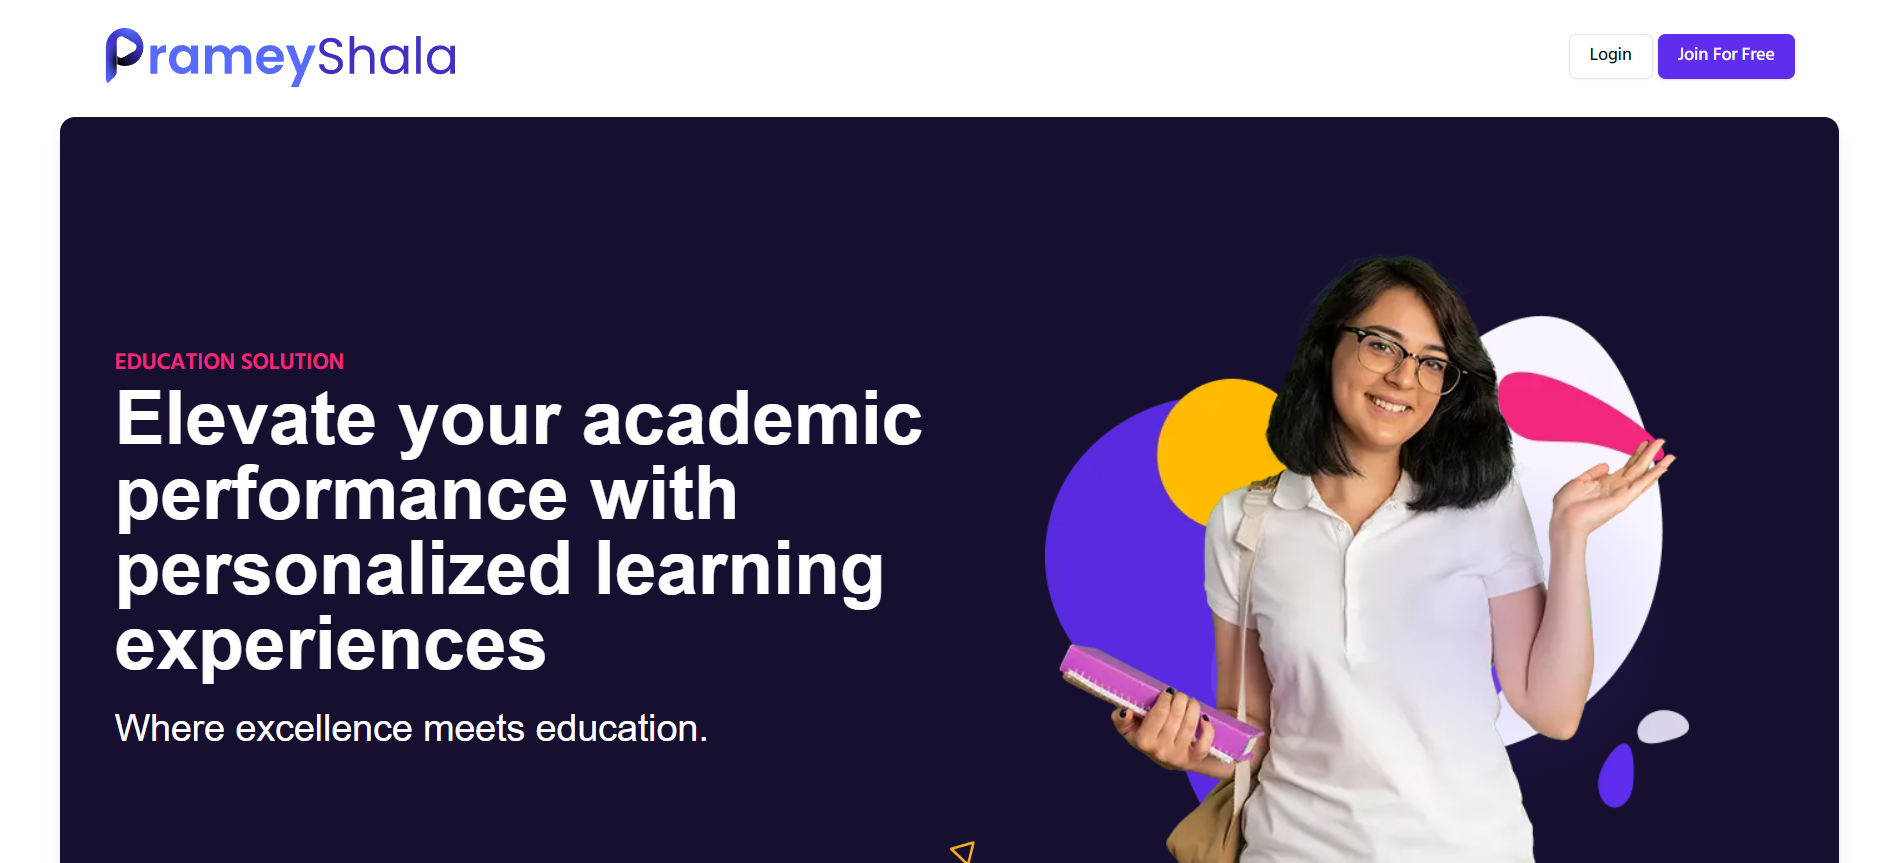 PrameyShala
Login
Join For Free
EDUCATION SOLUTION
Elevate your academic
performance with
personalized learning
experiences
Where excellence meets education.